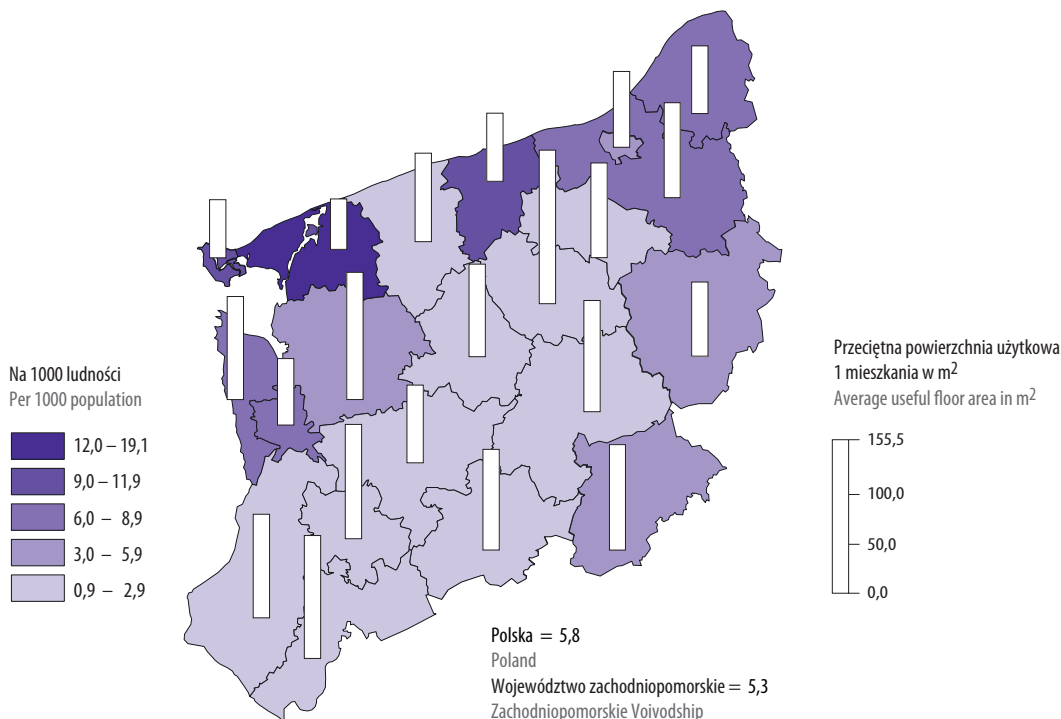 Na 1000 ludności
Per 1000 population
12,0 – 19,1
9,0 – 11,9
6,0 – 8,9
3,0 – 5,9
0,9 – 2,9
Polska = 5,8
Poland
Województwo zachodniopomorskie = 5,3
Zachodniopomorskie Voivodship
Przeciętna powierzchnia użytkowa
1 mieszkania w m²
Average useful floor area in m²
155,5
100,0
50,0
0,0